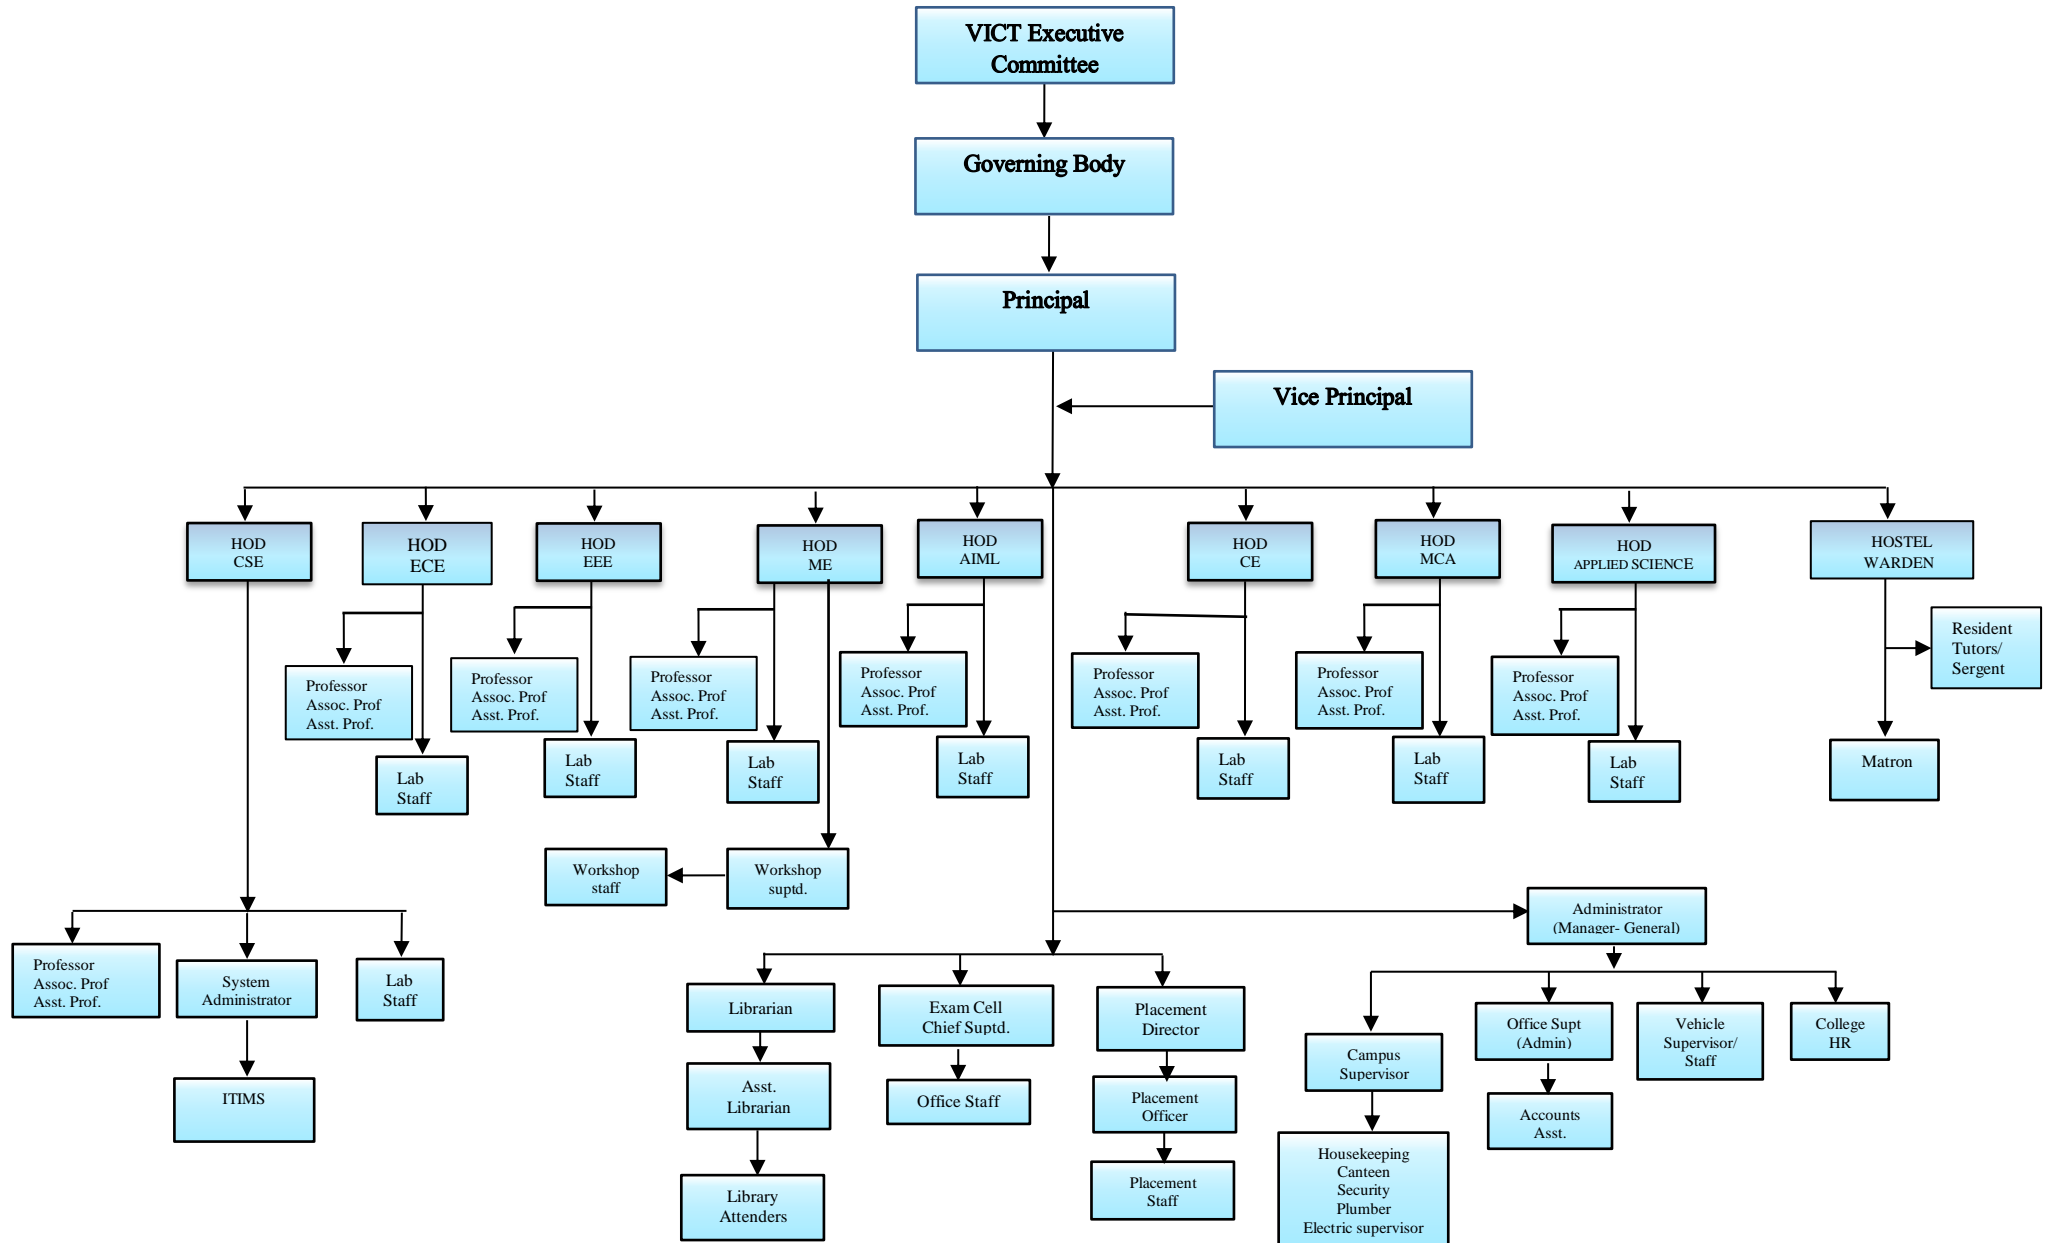 VICT Executive
Committee
Governing Body
Principal
Vice Principal
HOD
CSE
HOD
ECE
HOD
EEE
HOD
ME
HOD
AIML
HOD
CE
HOD
MCA
HOD
APPLIED SCIENCE
HOSTEL
WARDEN
Resident
Tutors/
Sergent
Professor
Assoc. Prof
Asst. Prof.
Professor
Assoc. Prof
Asst. Prof.
Professor
Assoc. Prof
Asst. Prof.
Professor
Assoc. Prof
Asst. Prof.
Professor
Assoc. Prof
Asst. Prof.
Professor
Assoc. Prof
Asst. Prof.
Professor
Assoc. Prof
Asst. Prof.
Lab
Staff
Lab
Staff
Lab
Staff
Lab
Staff
Lab
Staff
Lab
Staff
Lab
Staff
Matron
Workshop
staff
Workshop
suptd.
Administrator
(Manager- General)
Professor
Assoc. Prof
Asst. Prof.
System
Administrator
Lab
Staff
Librarian
Exam Cell
Chief Suptd.
Placement
Director
Campus
Supervisor
Office Supt
(Admin)
Vehicle
Supervisor/
Staff
College
HR
ITIMS
Asst.
Librarian
Office Staff
Placement
Officer
Accounts
Asst.
Library
Attenders
Placement
Staff
Housekeeping
Canteen
Security
Plumber
Electric supervisor